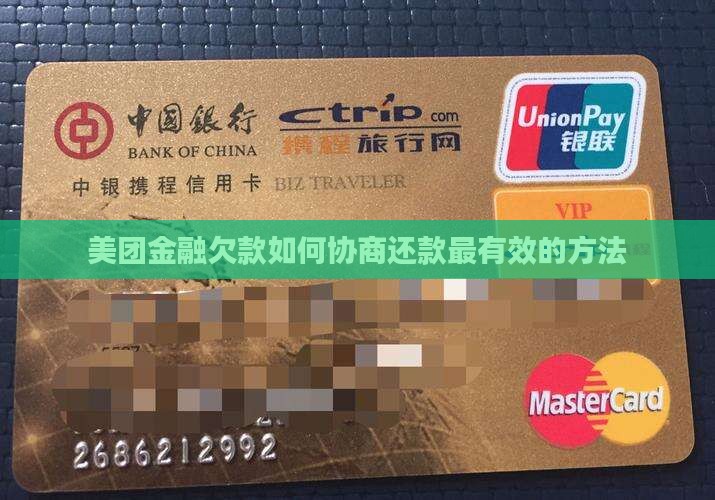 中國銀行
BANK OF CHINA
ctrip.com
携程旅行网
UnionPay
银联
中银携程信用卡 BIZ TRAVELER
VIP
美团金融欠款如何协商还款最有效的方法
MasterCard
2686212992